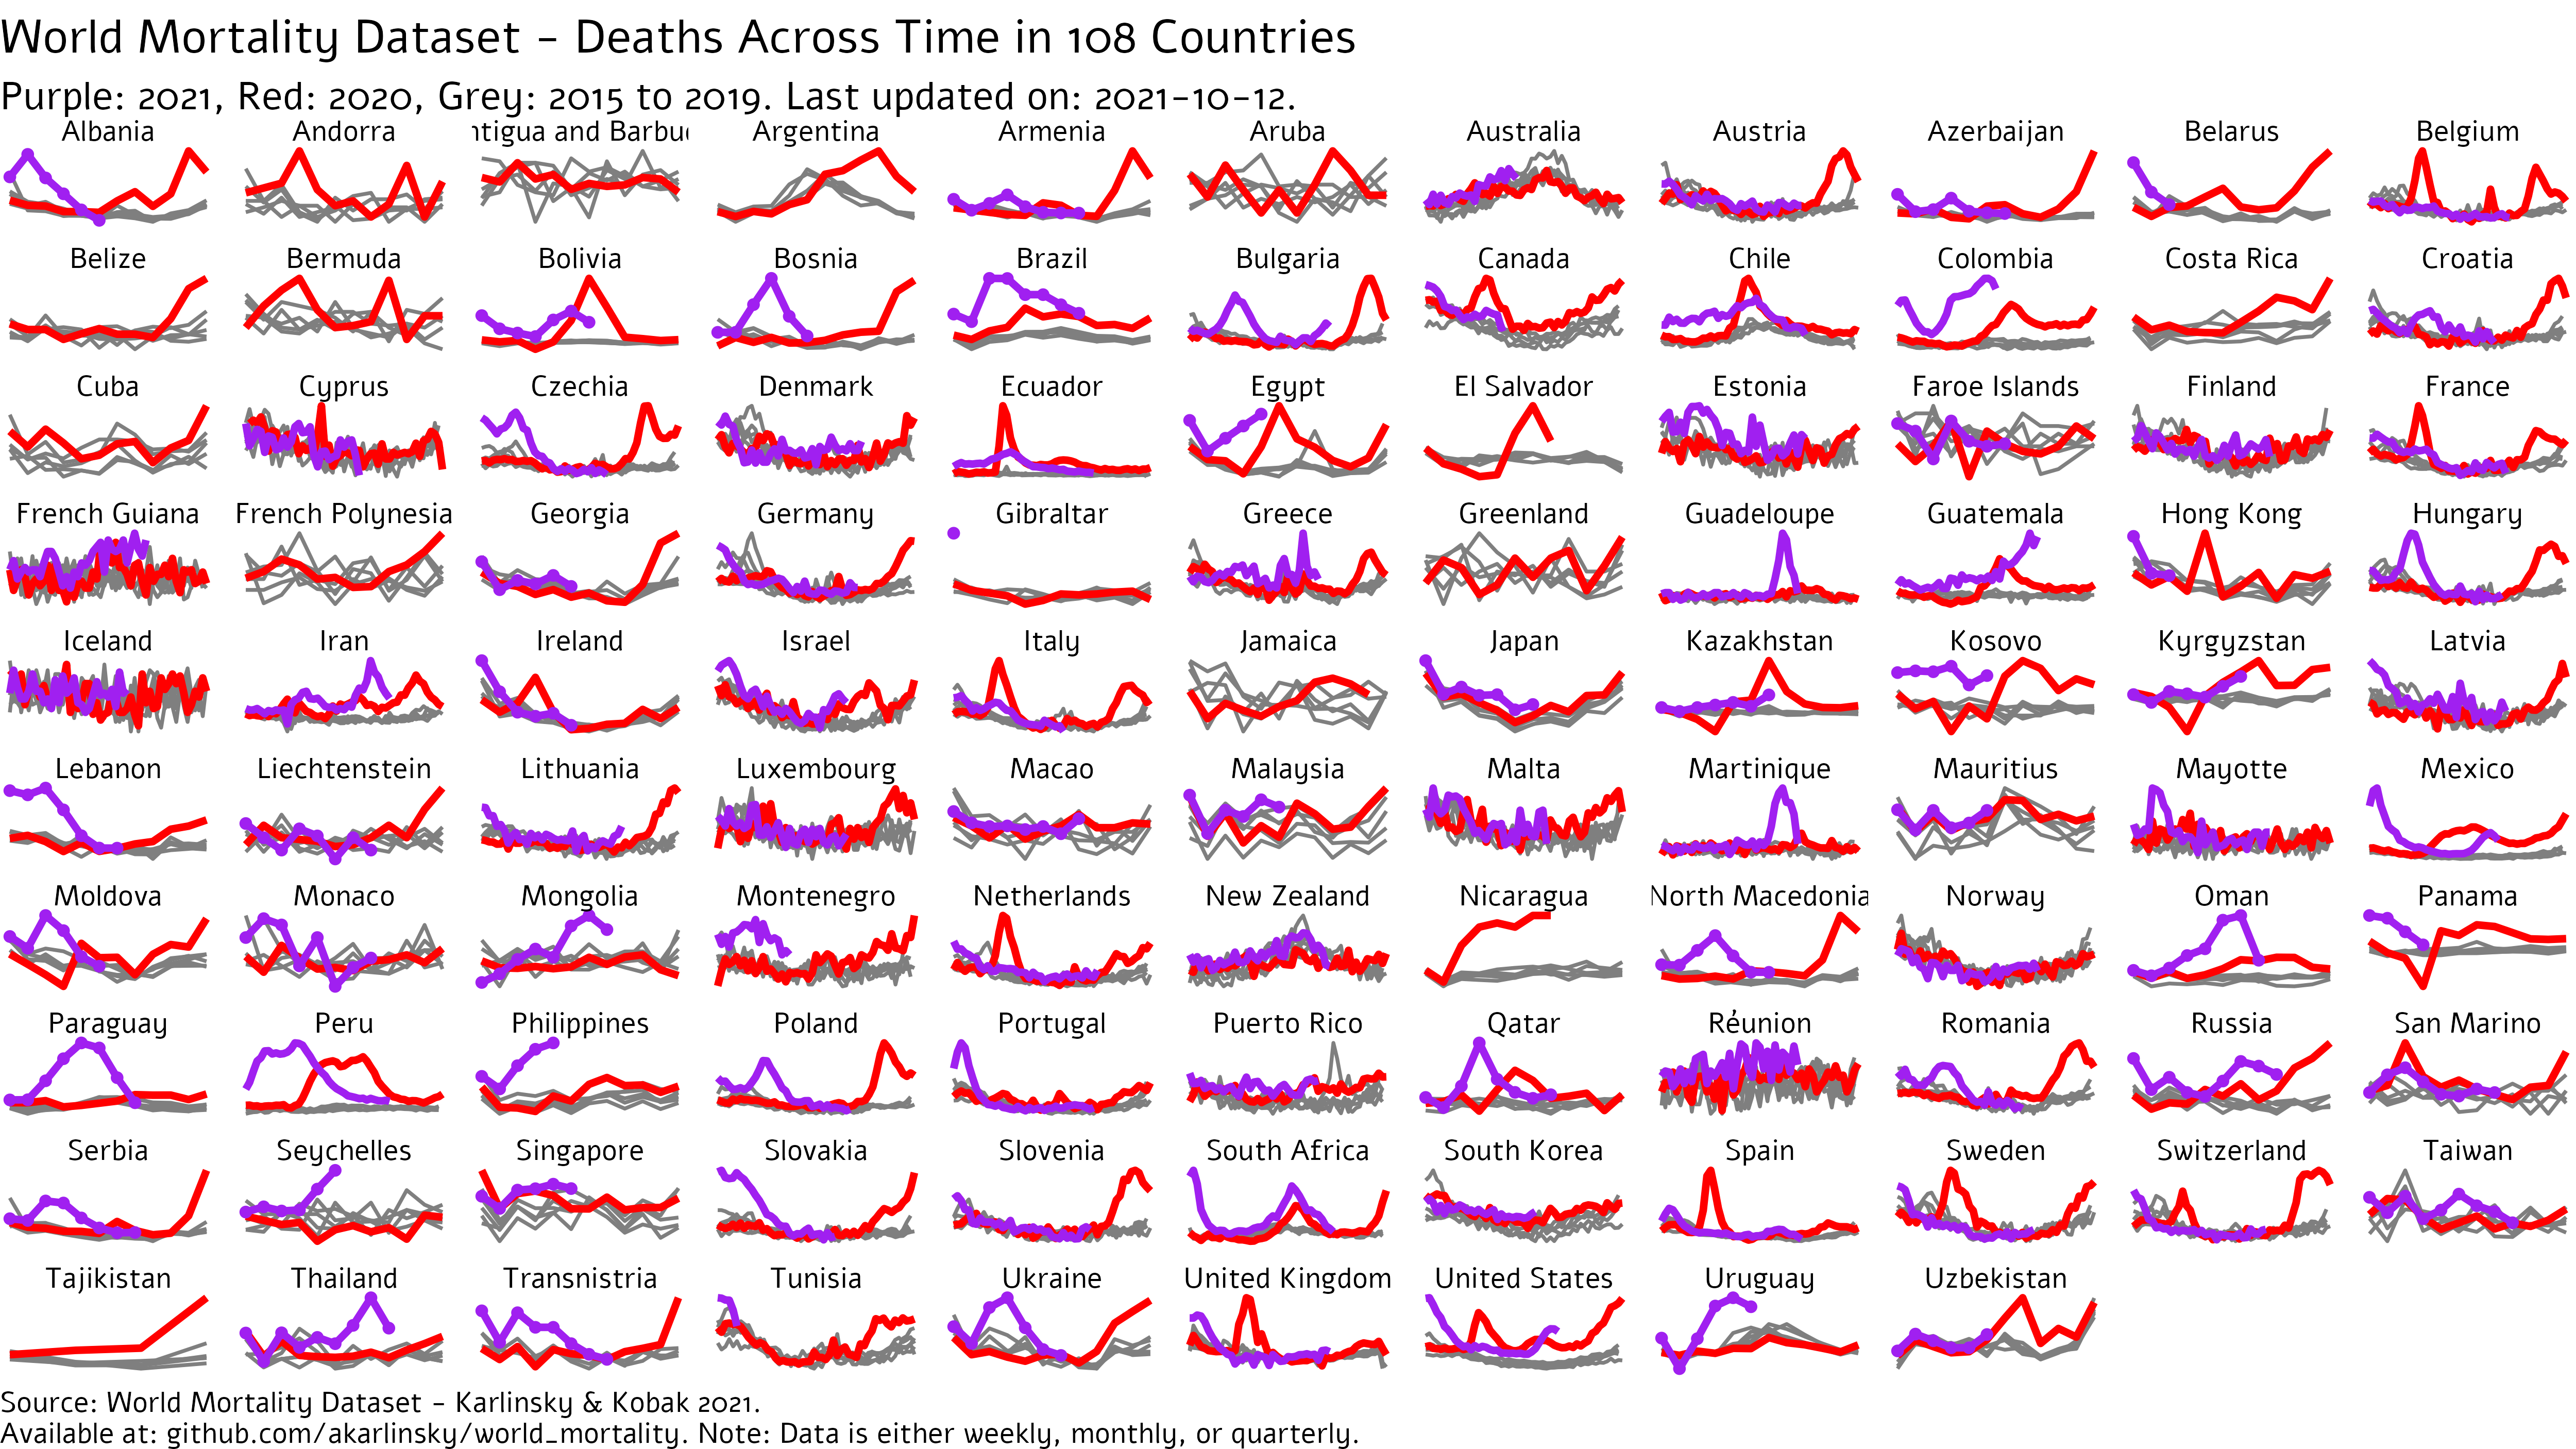 World Mortality Dataset - Deaths Across Time in 108 Countries
Purple: 2021, Red: 2020, Grey: 2015 to 2019. Last updated on: 2021-10-12.
Albania Andorra ntigua and Barbu Argentina Armenia Aruba Australia Austria Azerbaijan Belarus Belgium
Belize Bermuda Bolivia Bosnia Brazil Bulgaria Canada Chile Colombia Costa Rica Croatia
Cuba Cyprus Czechia Denmark Ecuador Egypt El Salvador Estonia Faroe Islands Finland France
French Guiana French Polynesia Georgia Germany Gibraltar Greece Greenland Guadeloupe Guatemala Hong Kong Hungary
Iceland Iran Ireland Israel Italy Jamaica Japan Kazakhstan Kosovo Kyrgyzstan Latvia
Lebanon Liechtenstein Lithuania Luxembourg Macao Malaysia Malta Martinique Mauritius Mayotte Mexico
Moldova Monaco Mongolia Montenegro Netherlands New Zealand Nicaragua North Macedonia Norway Oman Panama
Paraguay Peru Philippines Poland Portugal Puerto Rico Qatar Réunion Romania Russia San Marino
Serbia Seychelles Singapore Slovakia Slovenia South Africa South Korea Spain Sweden Switzerland Taiwan
Tajikistan Thailand Transnistria Tunisia Ukraine United Kingdom United States Uruguay Uzbekistan
Source: World Mortality Dataset - Karlinsky & Kobak 2021.
Available at: github.com/akarlinsky/world_mortality. Note: Data is either weekly, monthly, or quarterly.